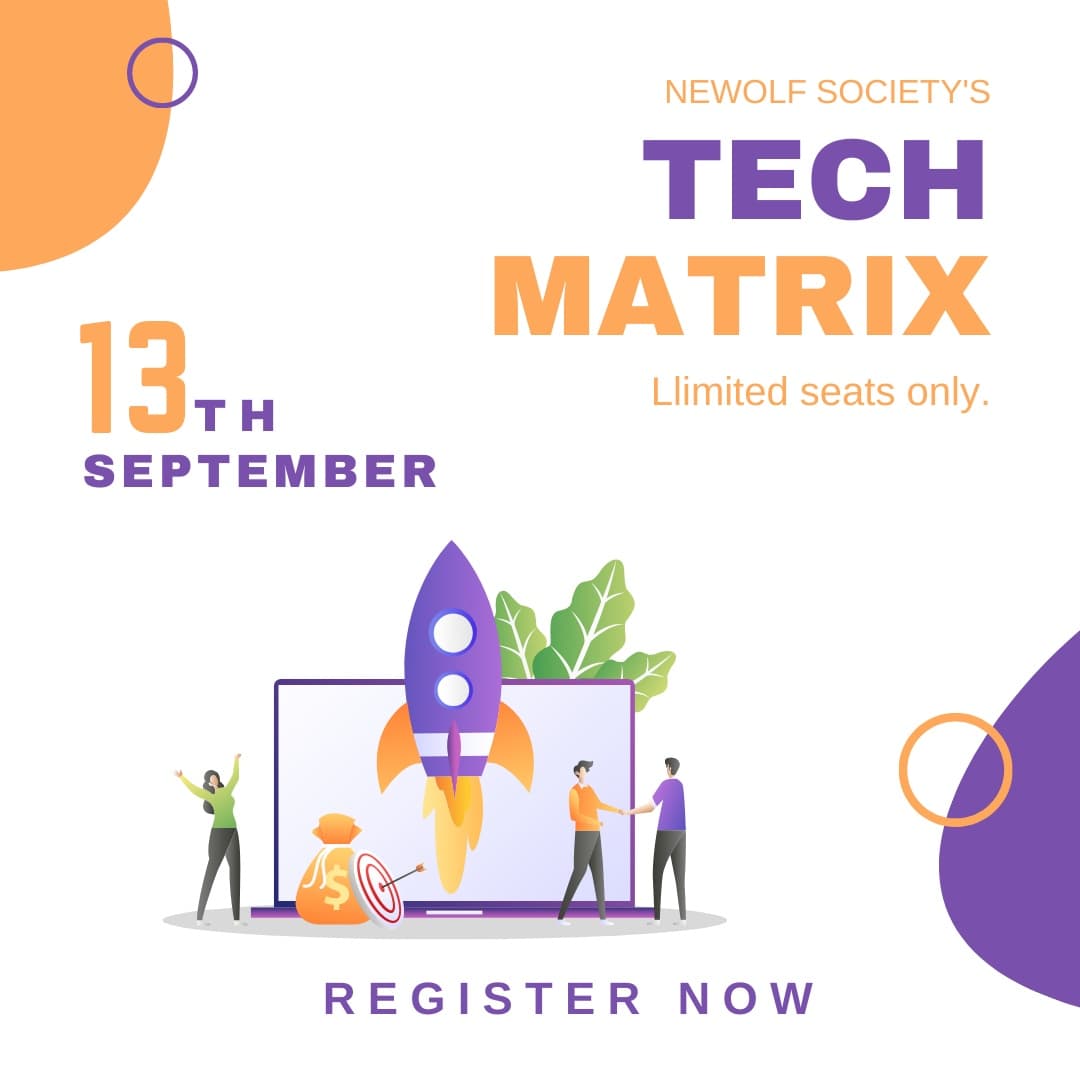 NEWOLF SOCIETY'S
TECH
MATRIX
Llimited seats only.
13TH
SEPTEMBER
$
REGISTER NOW